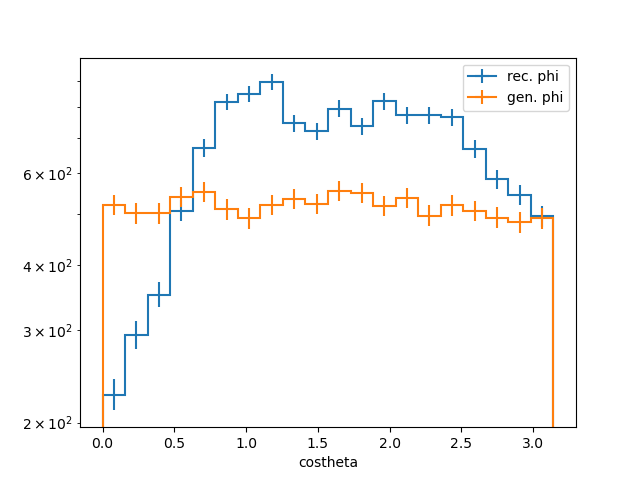 rec. phi
gen. phi
6 × 10²
4 × 10²
3 × 10²
2 × 10²
0.0 0.5 1.0 1.5 2.0 2.5 3.0
costheta